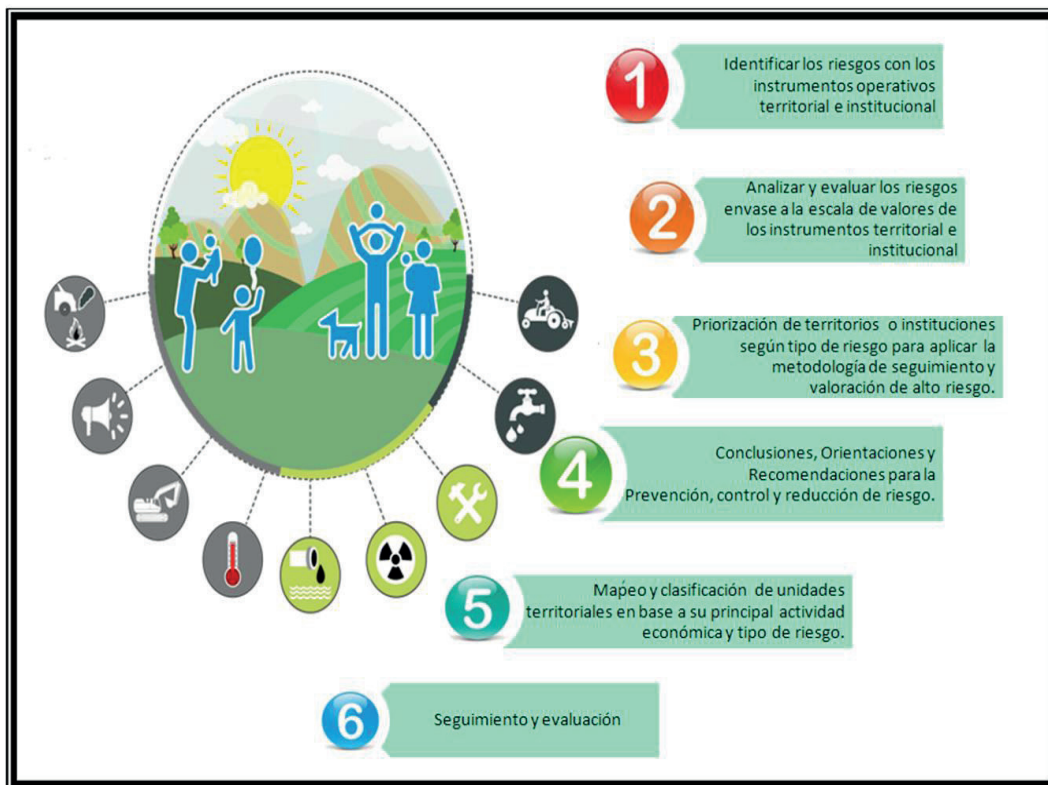 1
Identificar los riesgos con los
instrumentos operativos
territorial e institucional
2
Analizar y evaluar los riesgos
envase a la escala de valores de
los instrumentos territorial e
institucional
3
Priorización de territorios o instituciones
según tipo de riesgo para aplicar la
metodología de seguimiento y
valoración de alto riesgo.
4
Conclusiones, Orientaciones y
Recomendaciones para la
Prevención, control y reducción de riesgo.
5
Mapeo y clasificación de unidades
territoriales en base a su principal actividad
económica y tipo de riesgo.
6
Seguimiento y evaluación